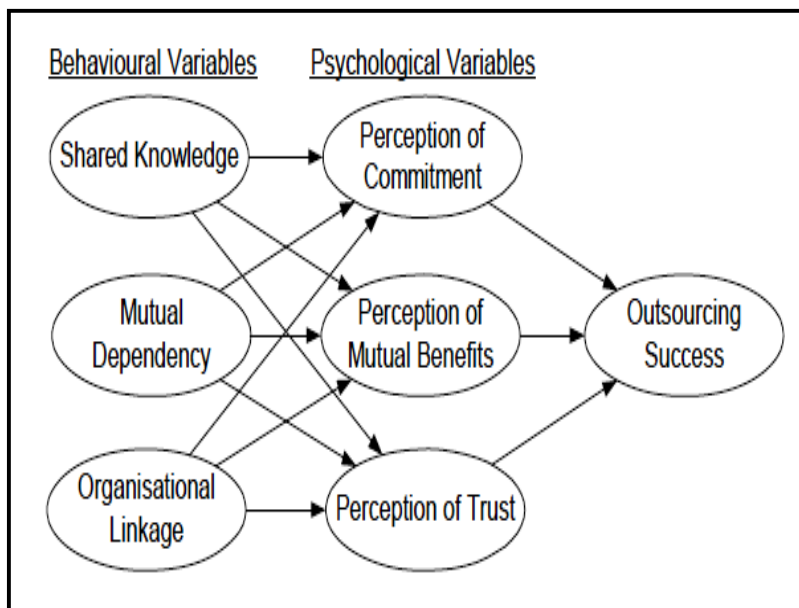 Behavioural Variables
Psychological Variables
Shared Knowledge
Perception of
Commitment
Mutual
Dependency
Perception of
Mutual Benefits
Outsourcing
Success
Organisational
Linkage
Perception of Trust